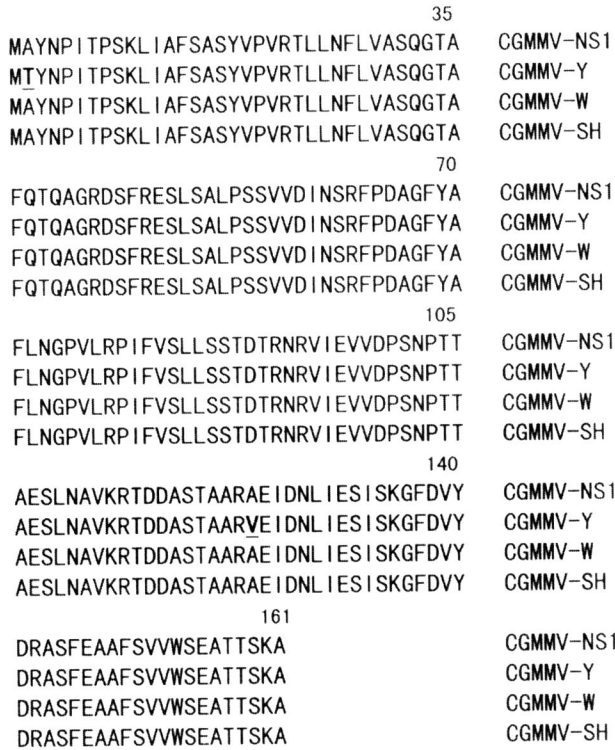 35
MAYNPITPSKLIAFSASYVPVRTLLNFLVASQGTA CGMMV-NS1
MTYNPITPSKLIAFSASYVPVRTLLNFLVASQGTA CGMMV-Y
MAYNPITPSKLIAFSASYVPVRTLLNFLVASQGTA CGMMV-W
MAYNPITPSKLIAFSASYVPVRTLLNFLVASQGTA CGMMV-SH
70
FQTQAGRDSFRESLSALPSSVVDINSRFPDAGFYA CGMMV-NS1
FQTQAGRDSFRESLSALPSSVVDINSRFPDAGFYA CGMMV-Y
FQTQAGRDSFRESLSALPSSVVDINSRFPDAGFYA CGMMV-W
FQTQAGRDSFRESLSALPSSVVDINSRFPDAGFYA CGMMV-SH
105
FLNGPVLRPIFVSLLSSTDTRNRVIEVVDPSNPTT CGMMV-NS1
FLNGPVLRPIFVSLLSSTDTRNRVIEVVDPSNPTT CGMMV-Y
FLNGPVLRPIFVSLLSSTDTRNRVIEVVDPSNPTT CGMMV-W
FLNGPVLRPIFVSLLSSTDTRNRVIEVVDPSNPTT CGMMV-SH
140
AESLNAVKRTDDASTAARAEIDNLIESISKGFDVY CGMMV-NS1
AESLNAVKRTDDASTAARVEIDNLIESISKGFDVY CGMMV-Y
AESLNAVKRTDDASTAARAEIDNLIESISKGFDVY CGMMV-W
AESLNAVKRTDDASTAARAEIDNLIESISKGFDVY CGMMV-SH
161
DRASFEAAFSVVWSEATTSKA CGMMV-NS1
DRASFEAAFSVVWSEATTSKA CGMMV-Y
DRASFEAAFSVVWSEATTSKA CGMMV-W
DRASFEAAFSVVWSEATTSKA CGMMV-SH